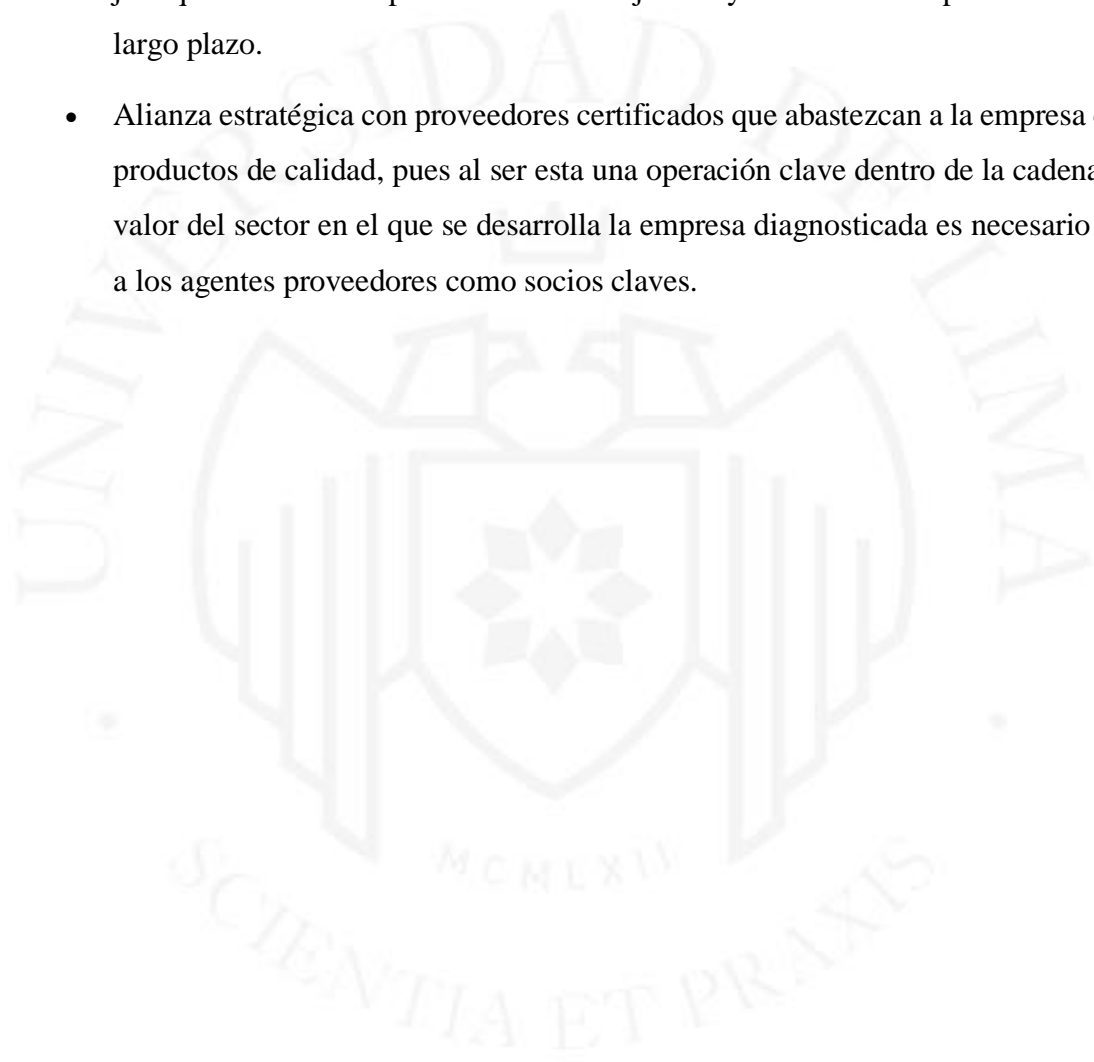 largo plazo.
• Alianza estratégica con proveedores certificados que abastezcan a la empresa
productos de calidad, pues al ser esta una operación clave dentro de la cadena
valor del sector en el que se desarrolla la empresa diagnosticada es necesario
a los agentes proveedores como socios claves.
UNIVERSIDAD DE LIMA
MCMLXII
SCIENTIA ET PRAXIS